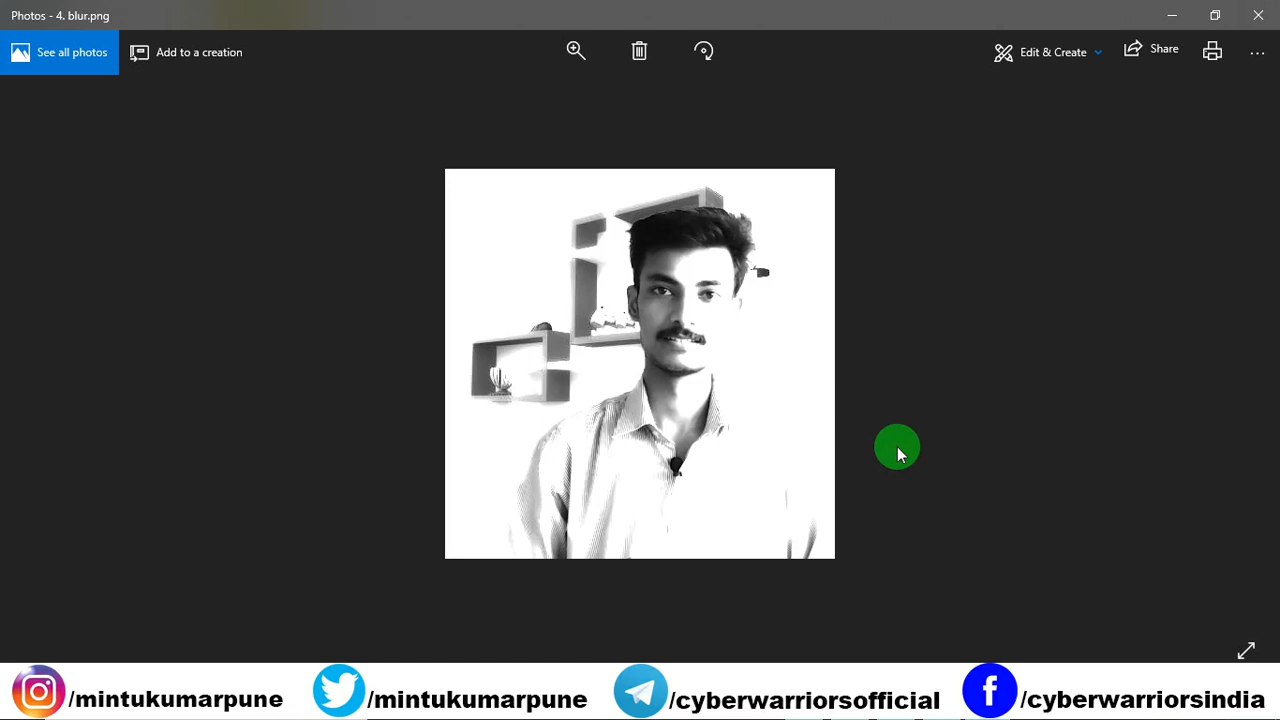 Photos - 4. blur.png
See all photos
Add to a creation
Edit & Create
Share
/mintukumarpune
/mintukumarpune
/cyberwarriorsofficial
/cyberwarriorsindia